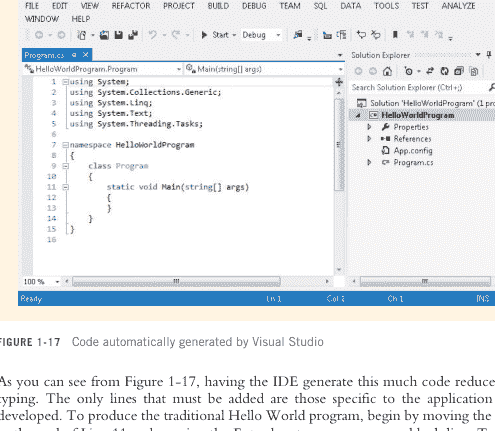 FILE EDIT VIEW REFACTOR PROJECT BUILD DEBUG TEAM SQL DATA TOOLS TEST ANALYZE
WINDOW HELP
Start Debug
Program.cs
HelloWorldProgram.Program Main(string[] args)
1 using System;
2 using System.Collections.Generic;
3 using System.Linq;
4 using System.Text;
5 using System.Threading.Tasks;
6
7 namespace HelloWorldProgram
8 {
9 class Program
10 {
11 static void Main(string[] args)
12 {
13 }
14 }
15 }
16
100 %
Solution Explorer
Search Solution Explorer (Ctrl+;)
Solution 'HelloWorldProgram' (1 pro
HelloWorldProgram
Properties
References
App.config
Program.cs
Ready Ln 1 Col 1 Ch 1 INS
FIGURE 1-17 Code automatically generated by Visual Studio
As you can see from Figure 1-17, having the IDE generate this much code reduce
typing. The only lines that must be added are those specific to the application
developed. To produce the traditional Hello World program, begin by moving the